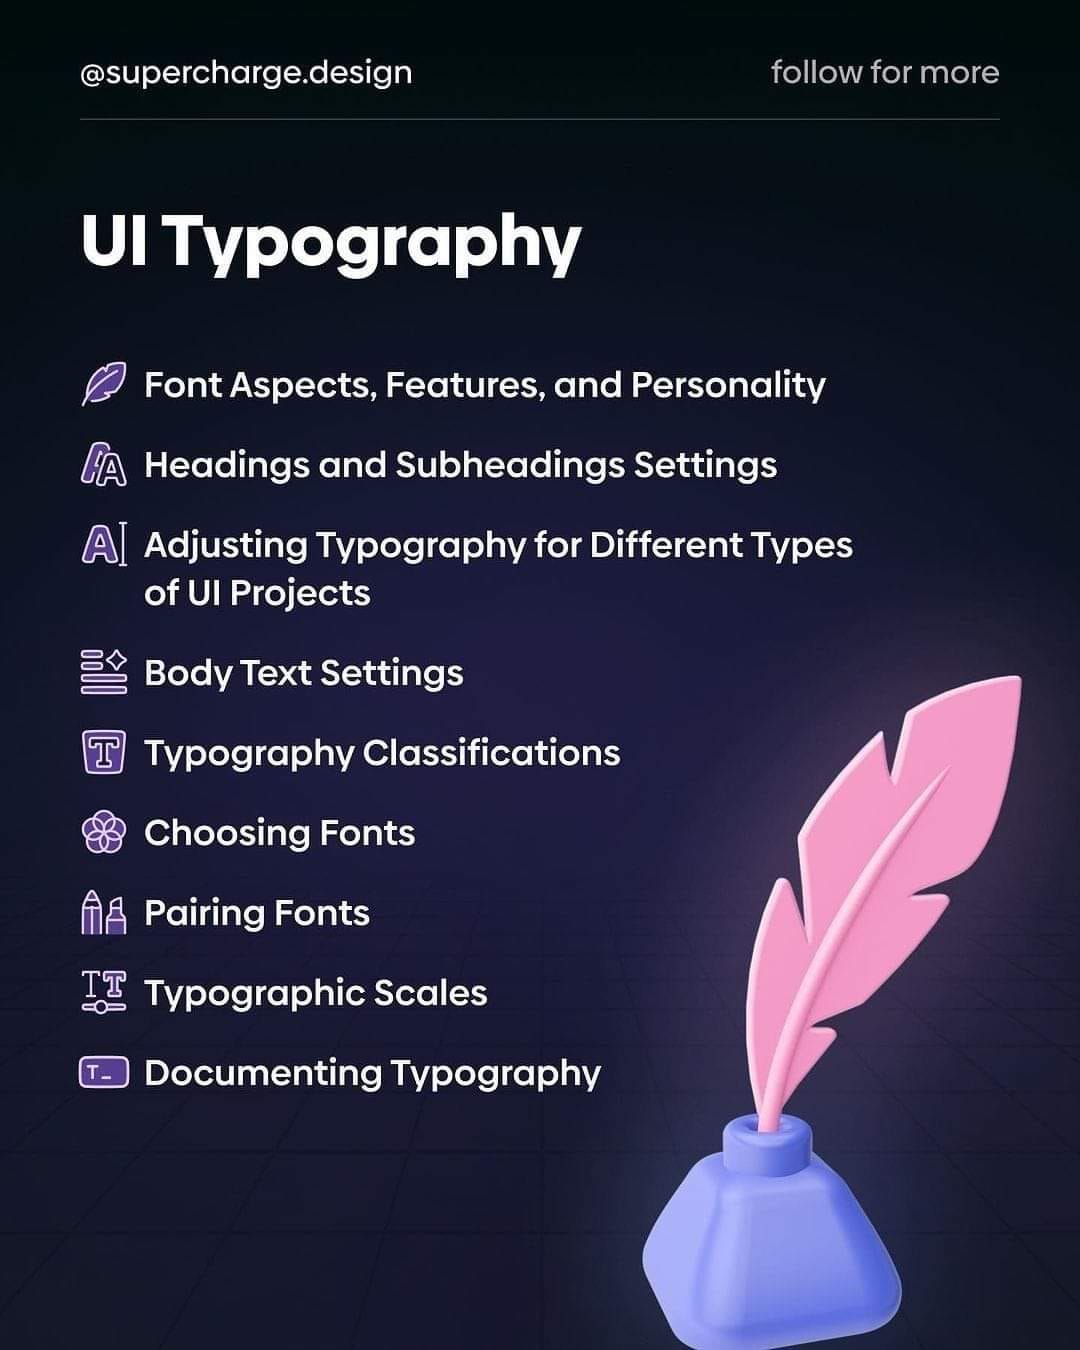 @supercharge.design
follow for more
UI Typography
Font Aspects, Features, and Personality
Headings and Subheadings Settings
Adjusting Typography for Different Types
of UI Projects
Body Text Settings
Typography Classifications
Choosing Fonts
Pairing Fonts
Typographic Scales
Documenting Typography